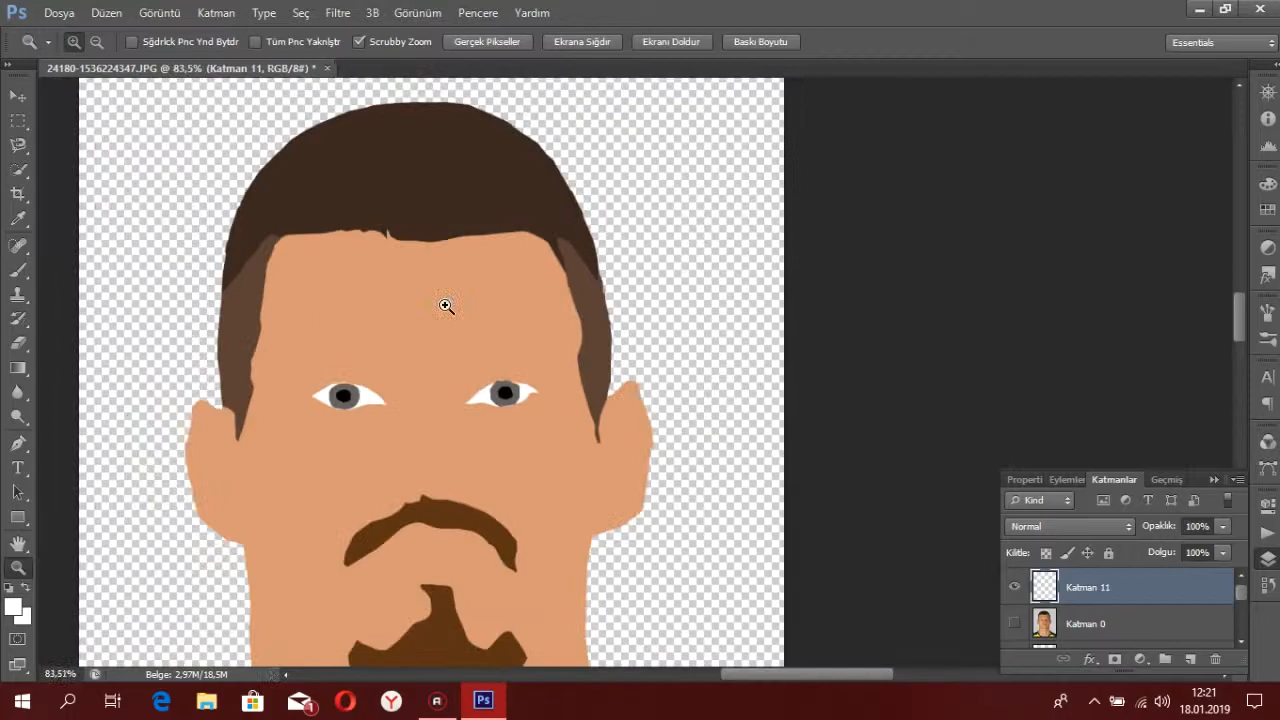 Ps Dosya Düzen Görüntü Katman Type Seç Filtre 3B Görünüm Pencere Yardım
Sğdrlck Pnc Ynd Bytdr Tüm Pnc Yaknlştr Scrubby Zoom Gerçek Pikseller Ekrana Sığdır Ekranı Doldur Baskı Boyutu Essentials
24180-1536224347.JPG @ 83,5% (Katman 11, RGB/8#) * ×
Properti Eylemler Katmanlar Geçmiş
Kind
Normal Opaklık: 100%
Kilitle: Dolgu: 100%
Katman 11
Katman 0
83,51% Belge: 2,97M/18,5M
12:21
18.01.2019